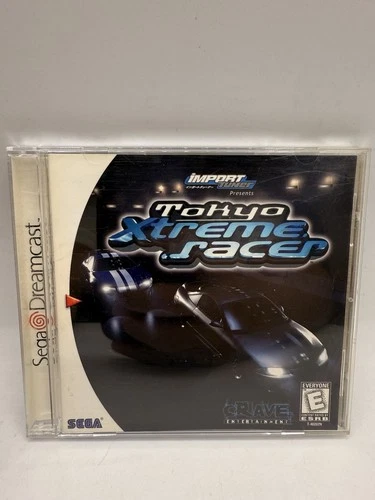 Sega Dreamcast.
IMPORT
TUNER
Presents
Tokyo
Xtreme
racer
SEGA
CRAVE
ENTERTAINMENT
EVERYONE
E
ESRB